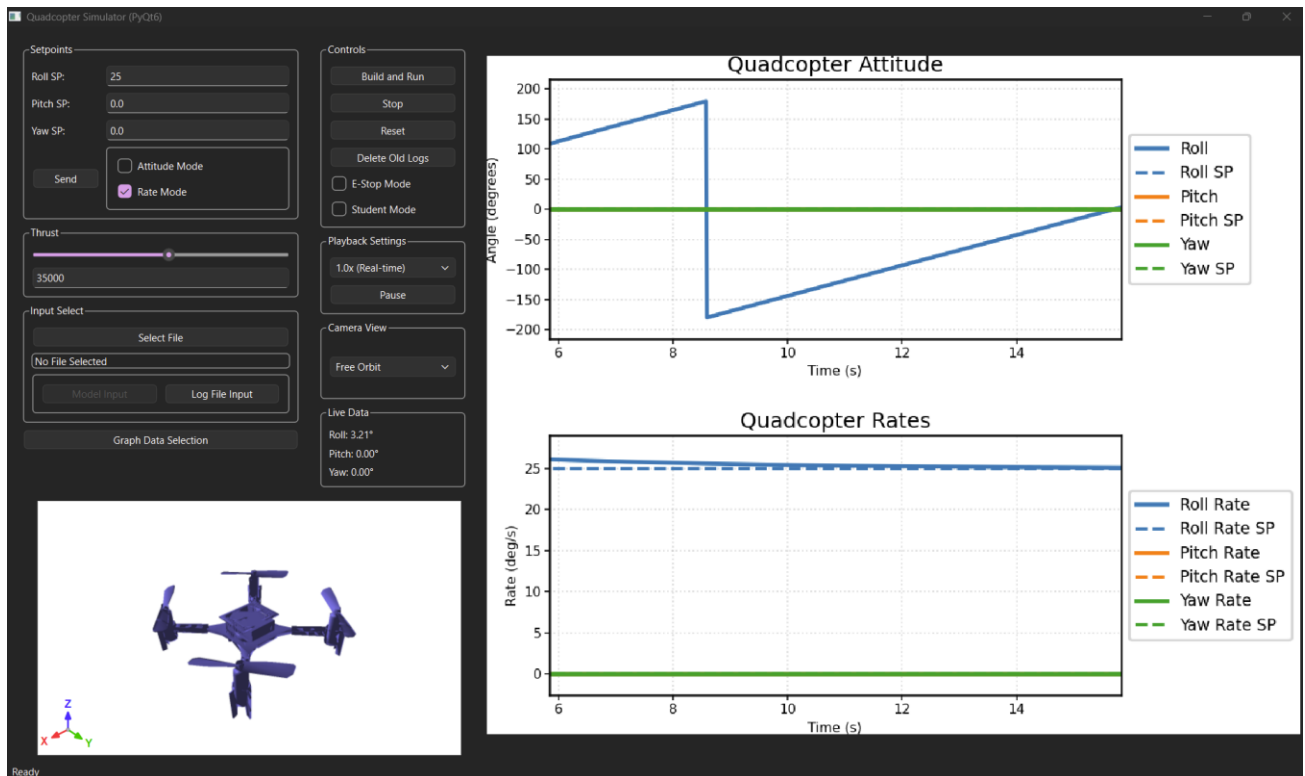 Quadcopter Simulator (PyQt6)
Setpoints
Roll SP:
25
Pitch SP:
0.0
Yaw SP:
0.0
Send
Attitude Mode
Rate Mode
Thrust
35000
Input Select
Select File
No File Selected
Model Input
Log File Input
Graph Data Selection
Controls
Build and Run
Stop
Reset
Delete Old Logs
E-Stop Mode
Student Mode
Playback Settings
1.0x (Real-time)
Pause
Camera View
Free Orbit
Live Data
Roll: 3.21°
Pitch: 0.00°
Yaw: 0.00°
Z
X
Y
Quadcopter Attitude
Angle (degrees)
200
150
100
50
0
−50
−100
−150
−200
6 8 10 12 14
Time (s)
Roll
Roll SP
Pitch
Pitch SP
Yaw
Yaw SP
Quadcopter Rates
Rate (deg/s)
25
20
15
10
5
0
6 8 10 12 14
Time (s)
Roll Rate
Roll Rate SP
Pitch Rate
Pitch Rate SP
Yaw Rate
Yaw Rate SP
Ready